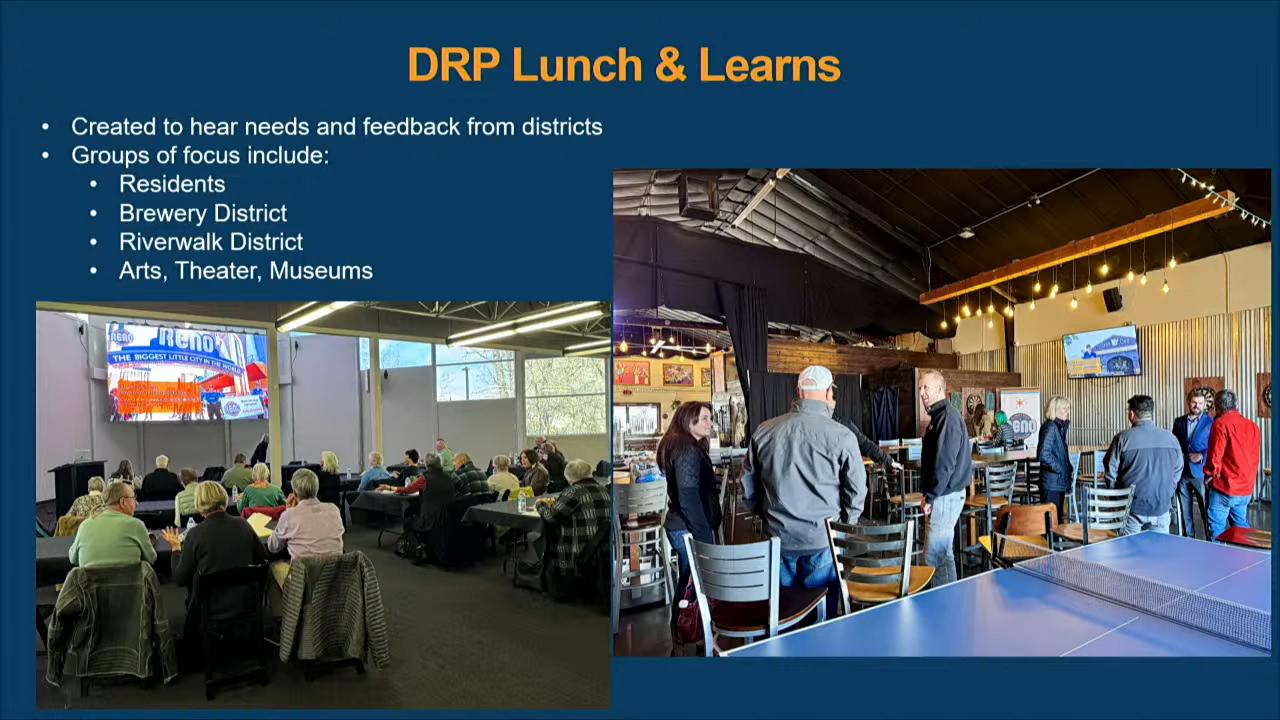 DRP Lunch & Learns
• Created to hear needs and feedback from districts
• Groups of focus include:
• Residents
• Brewery District
• Riverwalk District
• Arts, Theater, Museums
RENO
RENO
THE BIGGEST LITTLE CITY IN THE WORLD